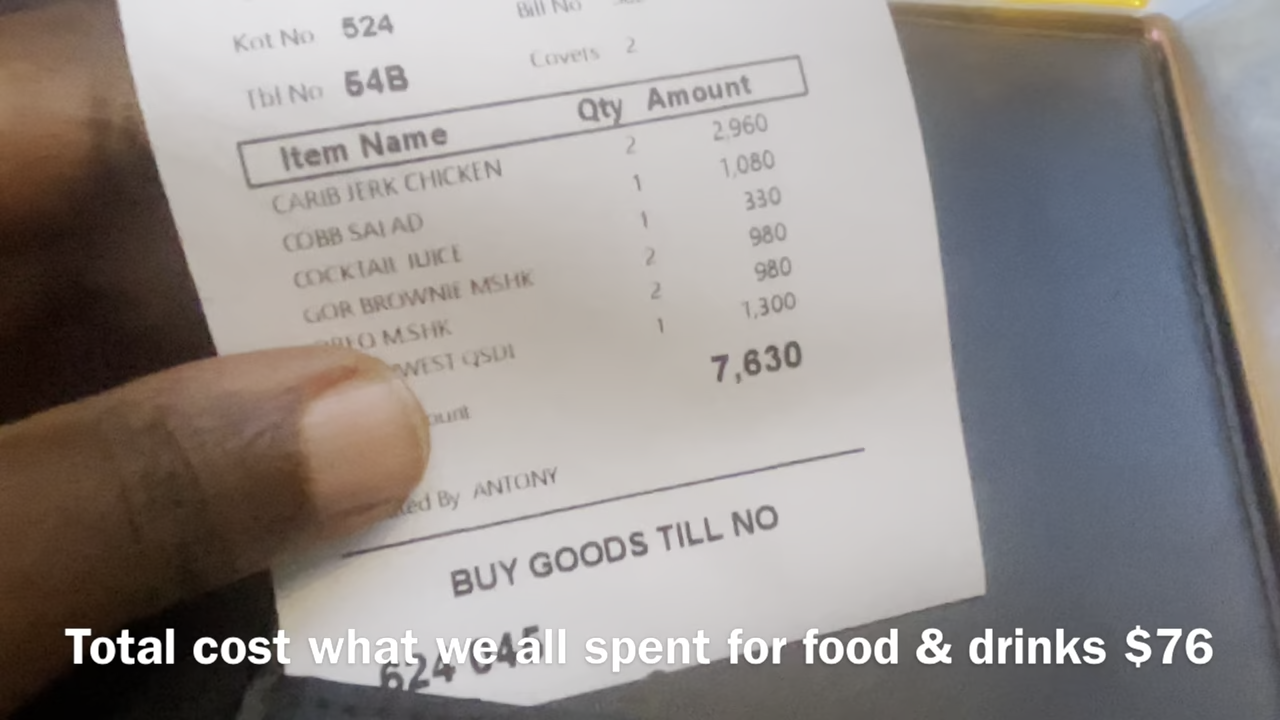 Kot No 524
Bill No
Tbl No 54B
Covers 2
Item Name Qty Amount
CARIB JERK CHICKEN 2 2,960
COBB SALAD 1 1,080
COCKTAIL JUICE 1 330
GOR BROWNIE MSHK 2 980
MSHK 2 980
WEST QSDI 1 1,300
7,630
By ANTONY
BUY GOODS TILL NO
Total cost what we all spent for food & drinks $76